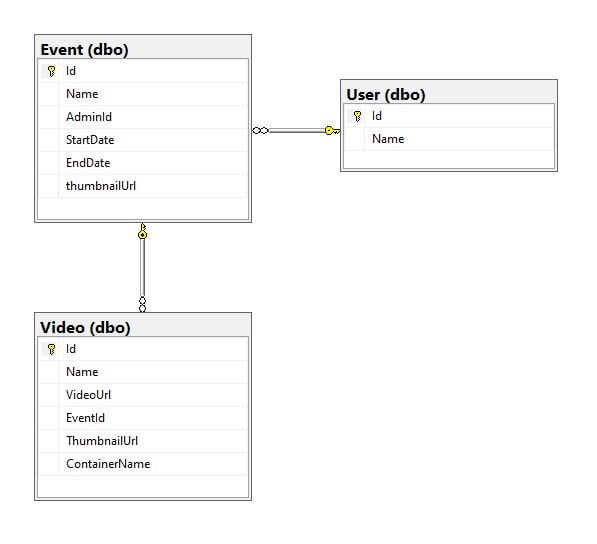 Event (dbo)
Id
Name
AdminId
StartDate
EndDate
thumbnailUrl
User (dbo)
Id
Name
Video (dbo)
Id
Name
VideoUrl
EventId
ThumbnailUrl
ContainerName